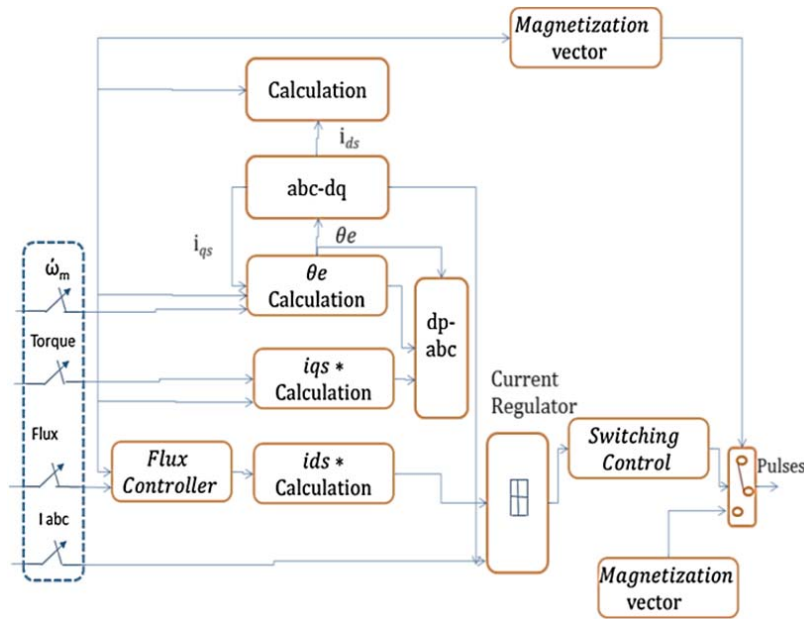 Magnetization
vector
Calculation
i_ds
abc-dq
i_qs
θe
ώ_m
θe
Calculation
dp-
abc
Torque
iqs *
Calculation
Current
Regulator
Flux
Flux
Controller
ids *
Calculation
Switching
Control
Pulses
I abc
Magnetization
vector